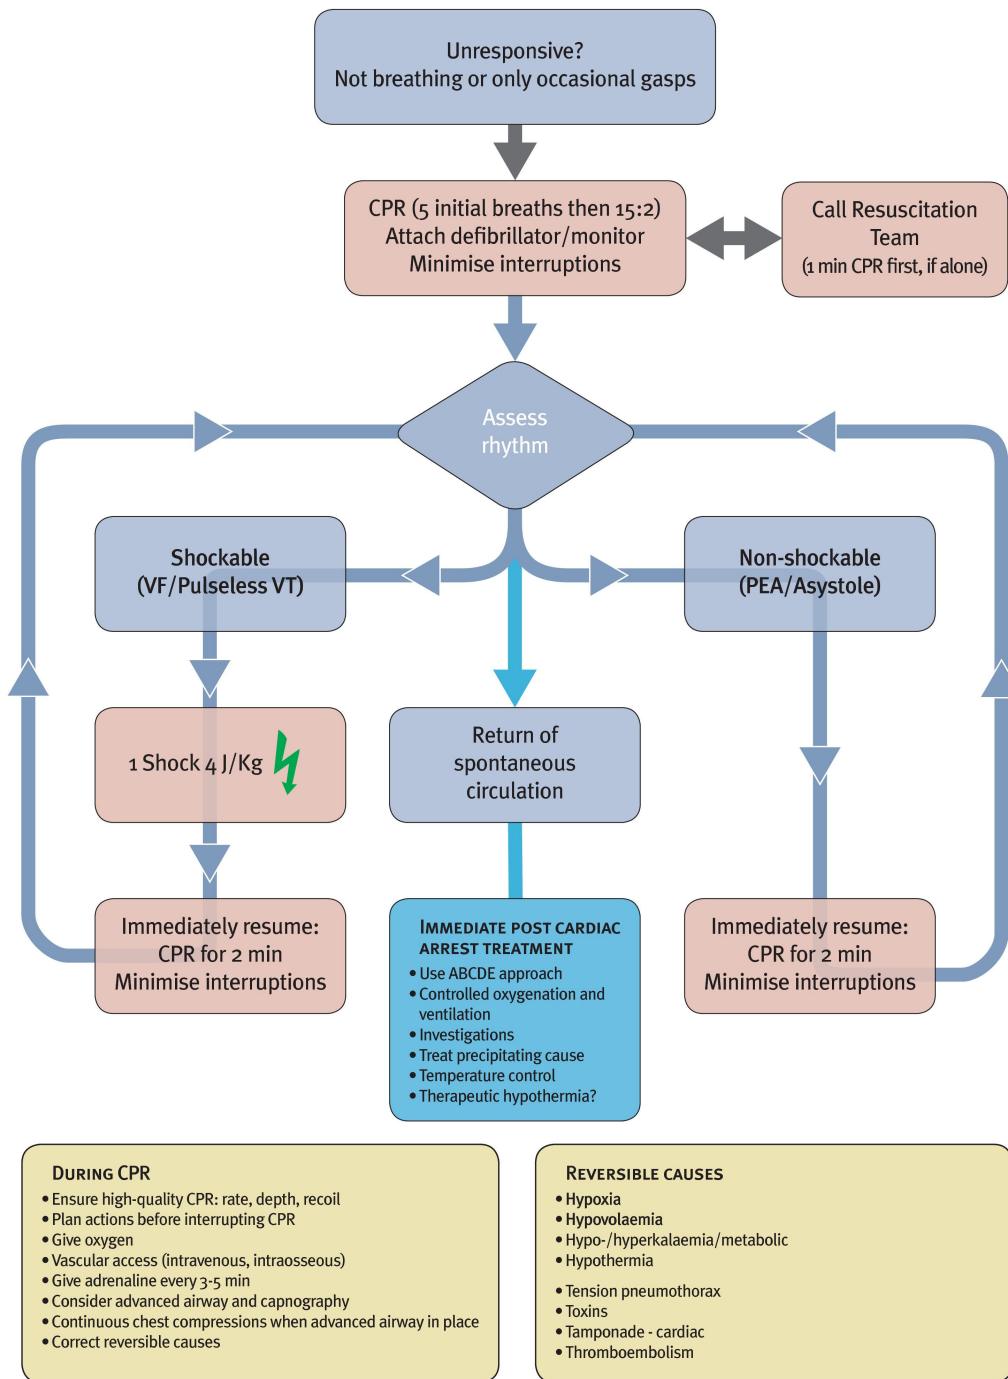 Unresponsive?
Not breathing or only occasional gasps
CPR (5 initial breaths then 15:2)
Attach defibrillator/monitor
Minimise interruptions
Call Resuscitation
Team
(1 min CPR first, if alone)
Assess
rhythm
Shockable
(VF/Pulseless VT)
Non-shockable
(PEA/Asystole)
1 Shock 4 J/Kg
Return of
spontaneous
circulation
Immediately resume:
CPR for 2 min
Minimise interruptions
IMMEDIATE POST CARDIAC
ARREST TREATMENT
• Use ABCDE approach
• Controlled oxygenation and
ventilation
• Investigations
• Treat precipitating cause
• Temperature control
• Therapeutic hypothermia?
Immediately resume:
CPR for 2 min
Minimise interruptions
DURING CPR
• Ensure high-quality CPR: rate, depth, recoil
• Plan actions before interrupting CPR
• Give oxygen
• Vascular access (intravenous, intraosseous)
• Give adrenaline every 3-5 min
• Consider advanced airway and capnography
• Continuous chest compressions when advanced airway in place
• Correct reversible causes
REVERSIBLE CAUSES
• Hypoxia
• Hypovolaemia
• Hypo-/hyperkalaemia/metabolic
• Hypothermia
• Tension pneumothorax
• Toxins
• Tamponade - cardiac
• Thromboembolism